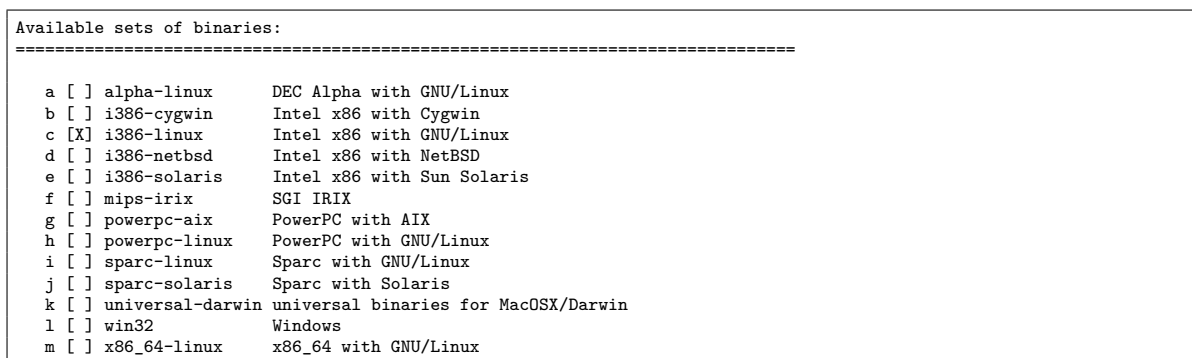 Available sets of binaries:
===============================================================================
a [ ] alpha-linux DEC Alpha with GNU/Linux
b [ ] i386-cygwin Intel x86 with Cygwin
c [X] i386-linux Intel x86 with GNU/Linux
d [ ] i386-netbsd Intel x86 with NetBSD
e [ ] i386-solaris Intel x86 with Sun Solaris
f [ ] mips-irix SGI IRIX
g [ ] powerpc-aix PowerPC with AIX
h [ ] powerpc-linux PowerPC with GNU/Linux
i [ ] sparc-linux Sparc with GNU/Linux
j [ ] sparc-solaris Sparc with Solaris
k [ ] universal-darwin universal binaries for MacOSX/Darwin
l [ ] win32 Windows
m [ ] x86_64-linux x86_64 with GNU/Linux